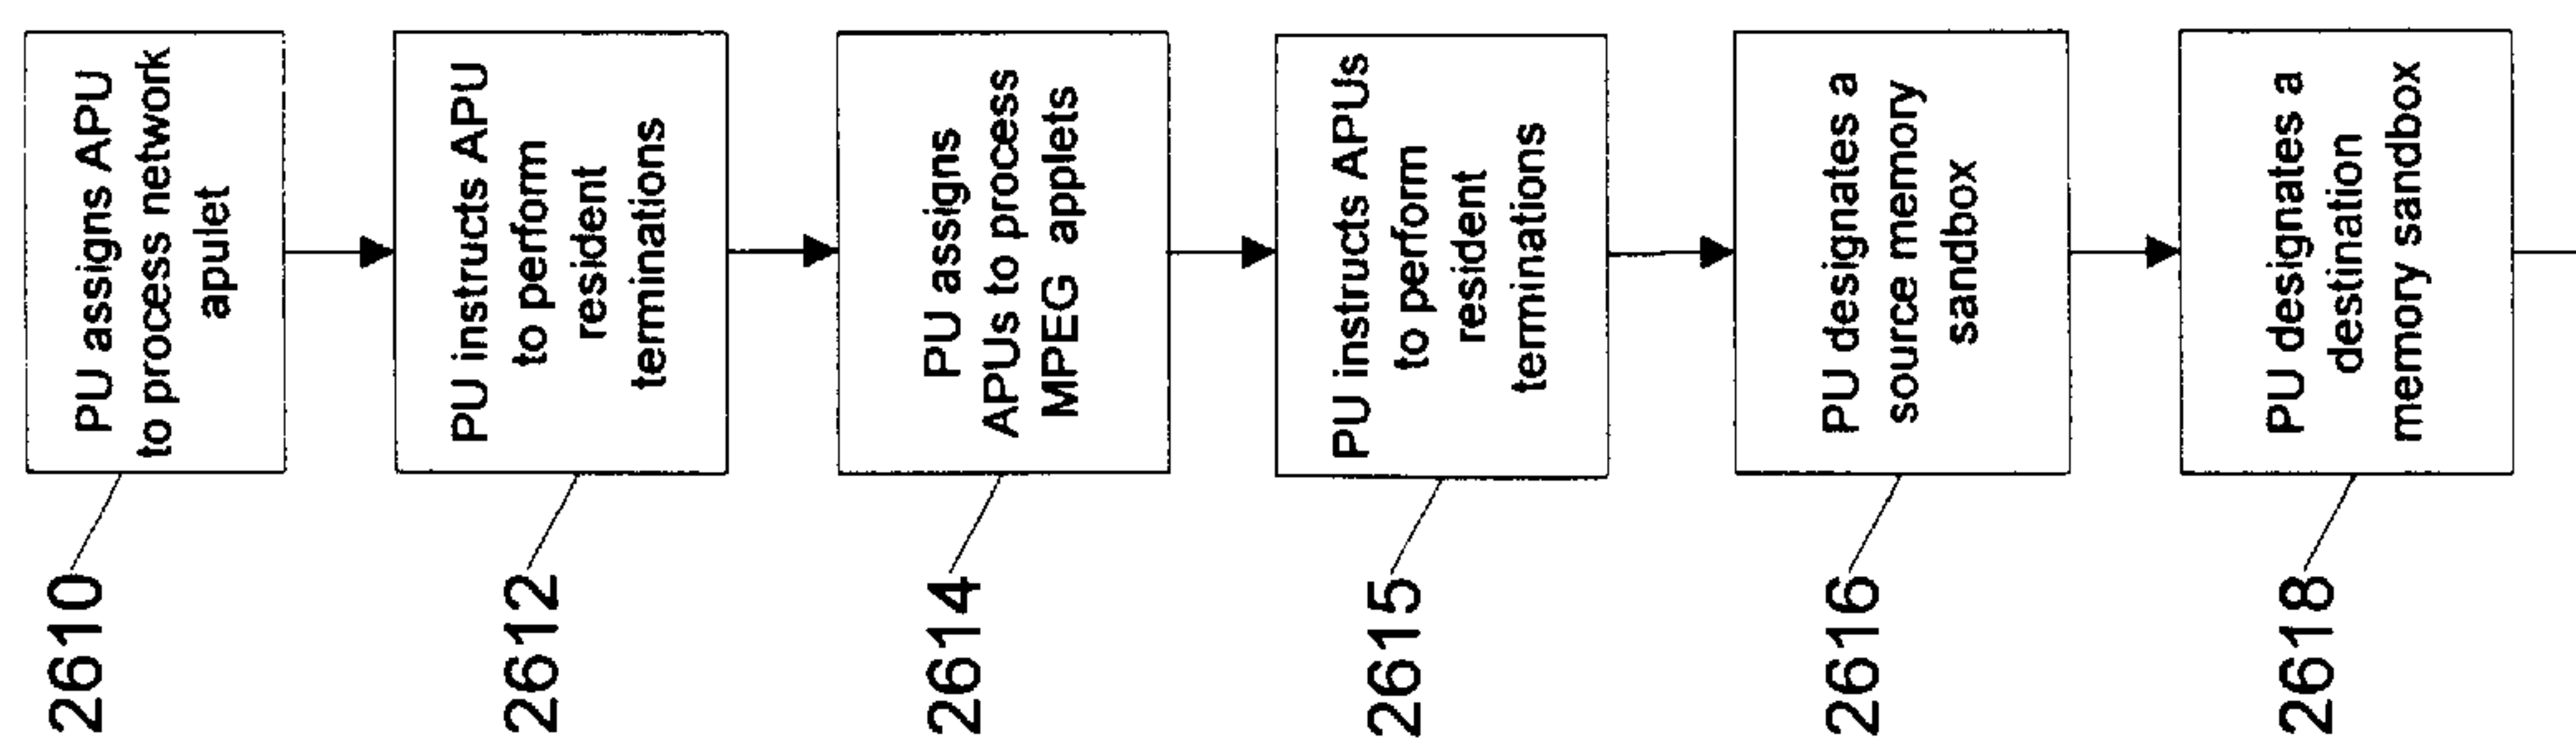 2610
PU assigns APU
to process network
apulet
2612
PU instructs APU
to perform
resident
terminations
2614
PU assigns
APUs to process
MPEG applets
2615
PU instructs APUs
to perform
resident
terminations
2616
PU designates a
source memory
sandbox
2618
PU designates a
destination
memory sandbox